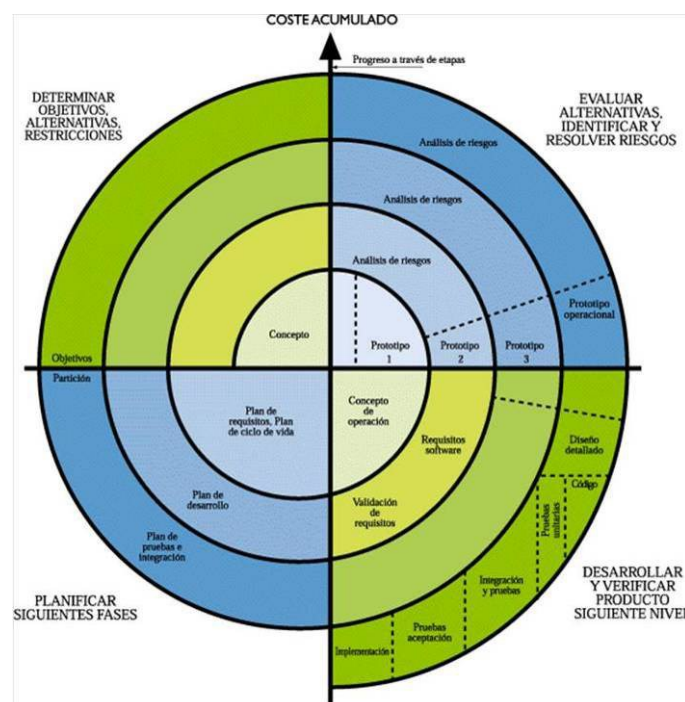 COSTE ACUMULADO
Progreso a través de etapas
DETERMINAR
OBJETIVOS,
ALTERNATIVAS,
RESTRICCIONES
EVALUAR
ALTERNATIVAS,
IDENTIFICAR Y
RESOLVER RIESGOS
Análisis de riesgos
Análisis de riesgos
Análisis de riesgos
Prototipo
operacional
Concepto
Prototipo
1
Prototipo
2
Prototipo
3
Objetivos
Partición
Plan de
requisitos, Plan
de ciclo de vida
Concepto
de
operación
Requisitos
software
Diseño
detallado
Código
Pruebas
unitarias
Plan de
desarrollo
Validación
de
requisitos
Plan de
pruebas e
integración
Integración
y pruebas
Pruebas
aceptación
Implementación
PLANIFICAR
SIGUIENTES FASES
DESARROLLAR
Y VERIFICAR
PRODUCTO
SIGUIENTE NIVEL